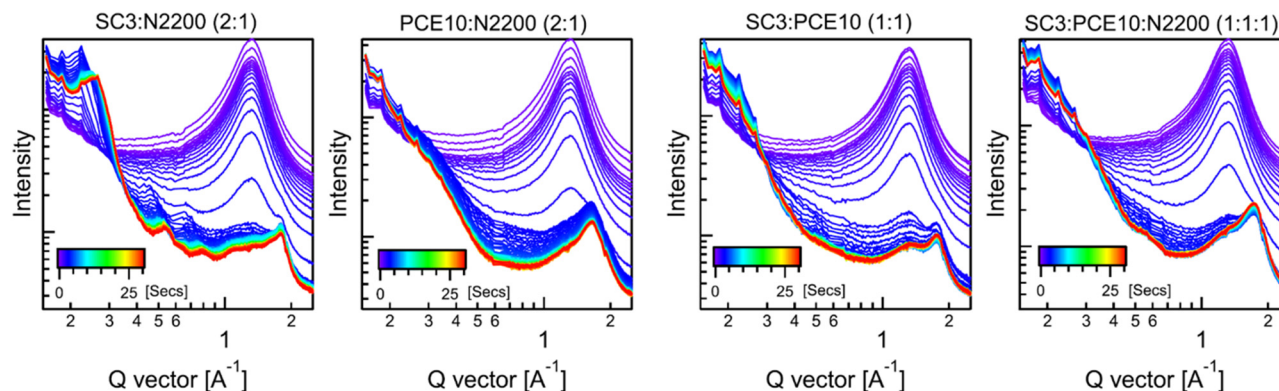 SC3:N2200 (2:1)
Intensity
0 25 [Secs]
2 3 4 5 6 1 2
Q vector [A⁻¹]
PCE10:N2200 (2:1)
Intensity
0 25 [Secs]
2 3 4 5 6 1 2
Q vector [A⁻¹]
SC3:PCE10 (1:1)
Intensity
0 25 [Secs]
2 3 4 5 6 1 2
Q vector [A⁻¹]
SC3:PCE10:N2200 (1:1:1)
Intensity
0 25 [Secs]
2 3 4 5 6 1 2
Q vector [A⁻¹]